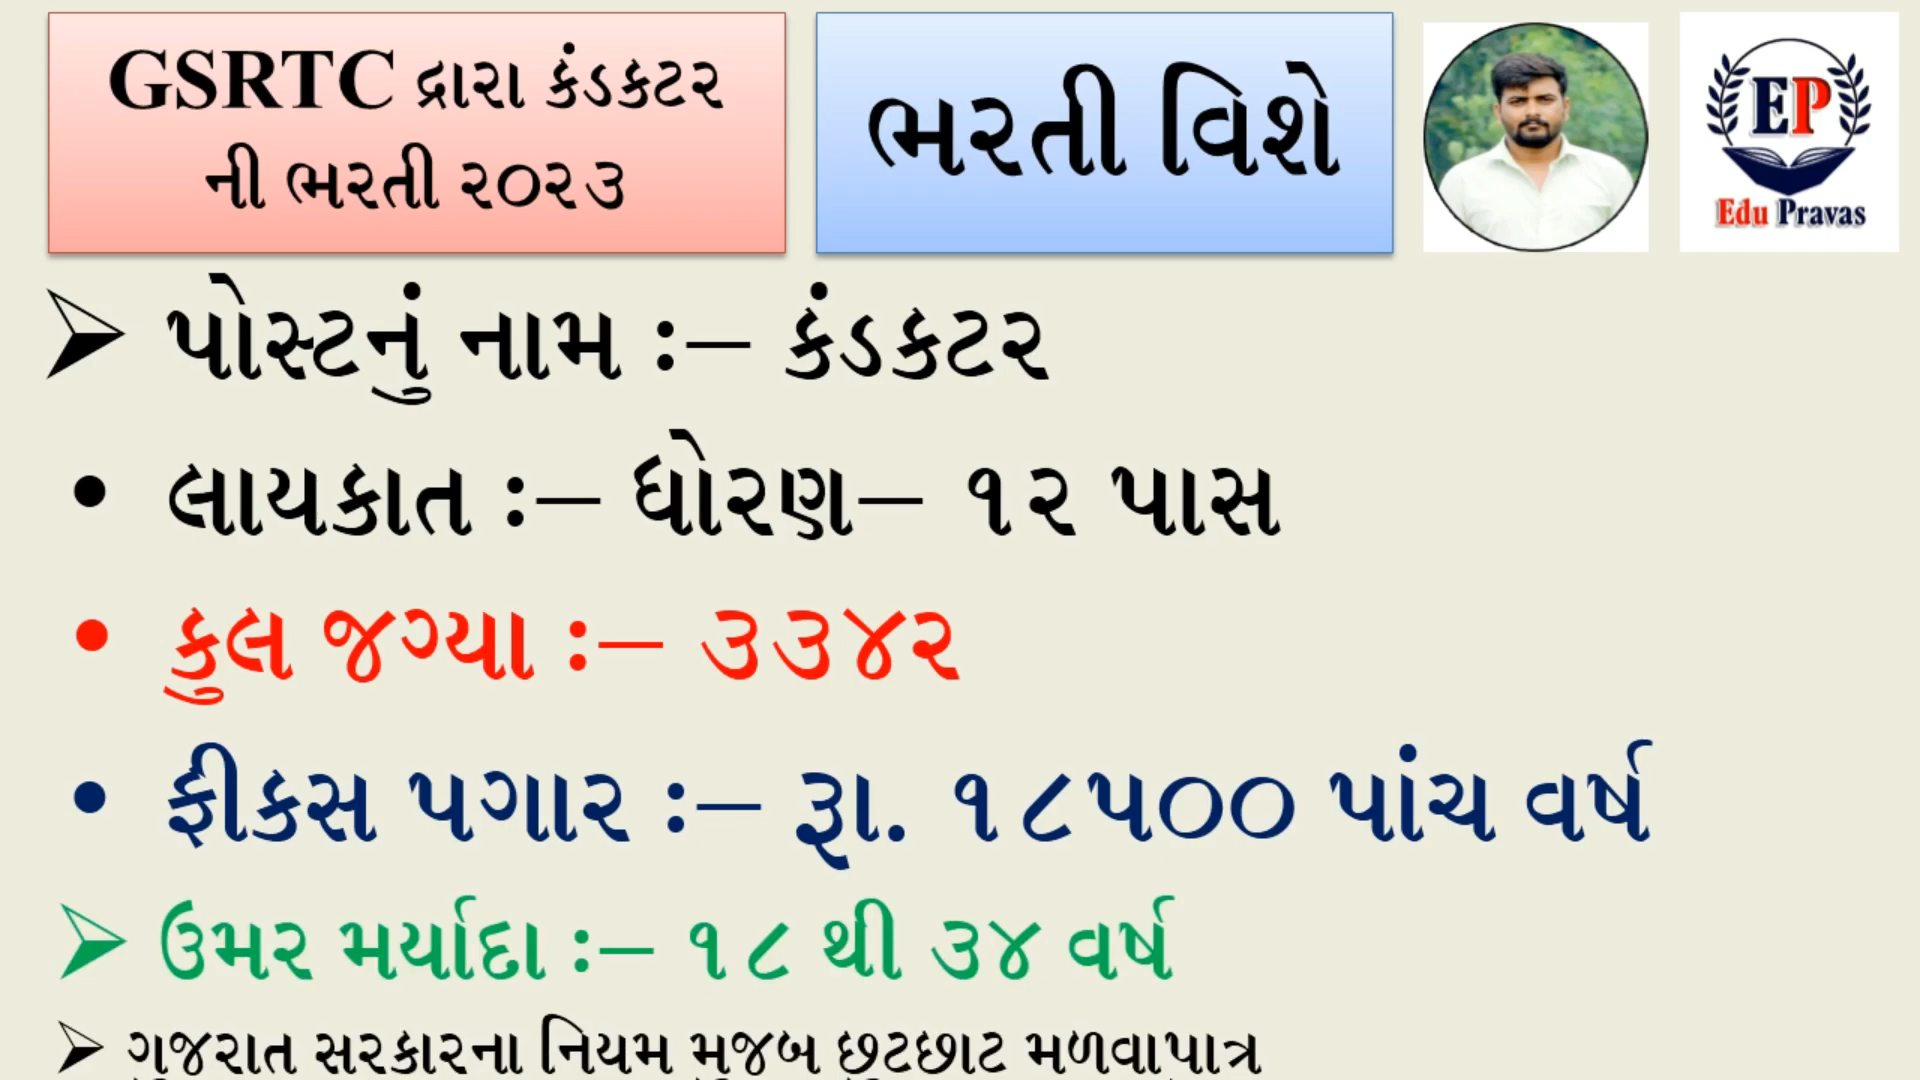 GSRTC દ્વારા કંડકટર
ની ભરતી ૨૦૨૩
ભરતી વિશે
EP
Edu Pravas
પોસ્ટનું નામ :– કંડકટર
લાયકાત :– ધોરણ– ૧૨ પાસ
કુલ જગ્યા :– ૩૩૪૨
ફીકસ પગાર :– રૂા. ૧૮૫૦૦ પાંચ વર્ષ
ઉમર મર્યાદા :– ૧૮ થી ૩૪ વર્ષ
ગુજરાત સરકારના નિયમ મુજબ છૂટછાટ મળવાપાત્ર